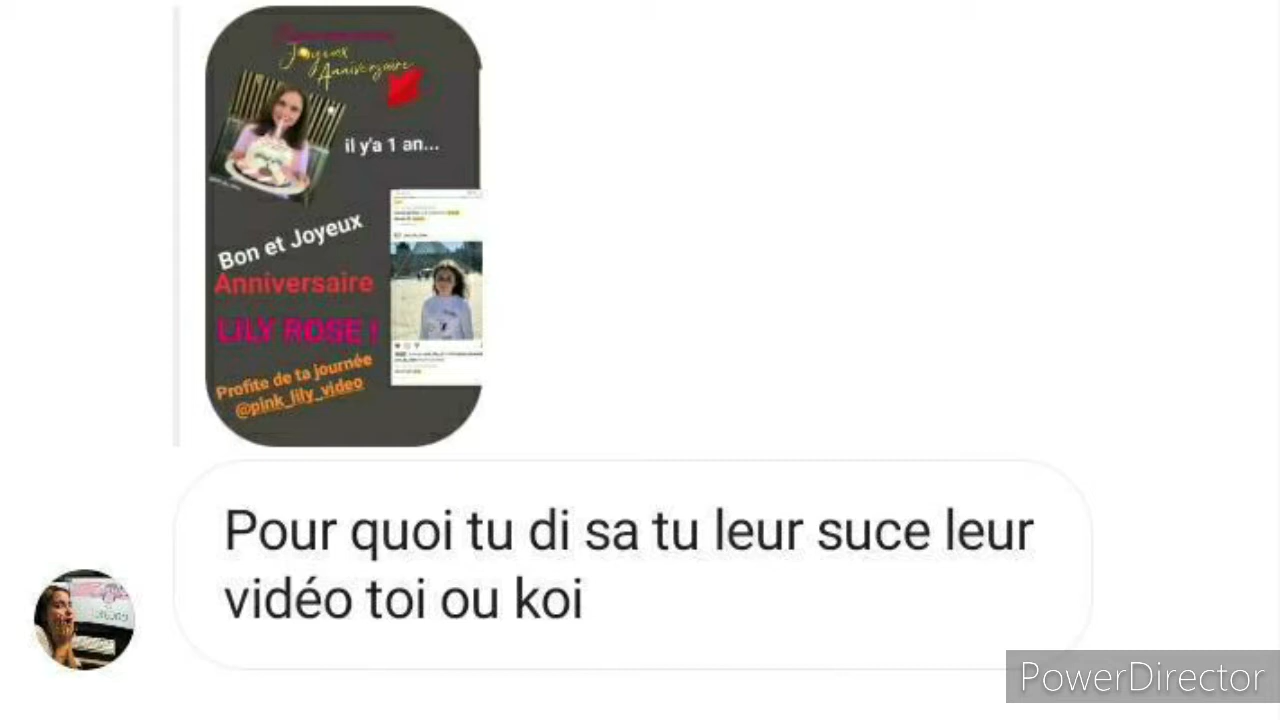 Joyeux
Anniversaire
il y'a 1 an...
Bon et Joyeux
Anniversaire
LILY ROSE !
Profite de ta journée
@pink_lily_video
Pour quoi tu di sa tu leur suce leur
vidéo toi ou koi
PowerDirector